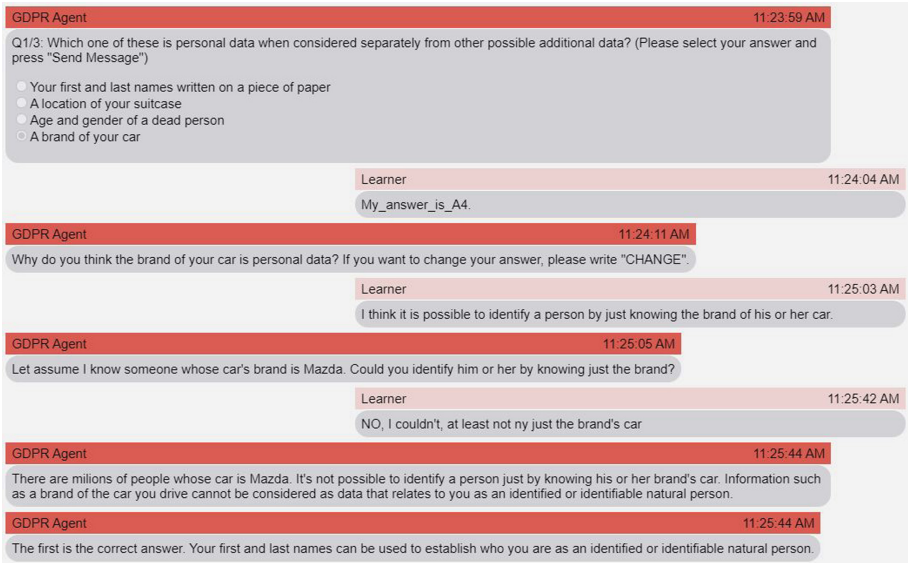 GDPR Agent 11:23:59 AM
Q1/3: Which one of these is personal data when considered separately from other possible additional data? (Please select your answer and
press "Send Message")
Your first and last names written on a piece of paper
A location of your suitcase
Age and gender of a dead person
A brand of your car
Learner 11:24:04 AM
My_answer_is_A4.
GDPR Agent 11:24:11 AM
Why do you think the brand of your car is personal data? If you want to change your answer, please write "CHANGE".
Learner 11:25:03 AM
I think it is possible to identify a person by just knowing the brand of his or her car.
GDPR Agent 11:25:05 AM
Let assume I know someone whose car's brand is Mazda. Could you identify him or her by knowing just the brand?
Learner 11:25:42 AM
NO, I couldn't, at least not ny just the brand's car
GDPR Agent 11:25:44 AM
There are milions of people whose car is Mazda. It's not possible to identify a person just by knowing his or her brand's car. Information such
as a brand of the car you drive cannot be considered as data that relates to you as an identified or identifiable natural person.
GDPR Agent 11:25:44 AM
The first is the correct answer. Your first and last names can be used to establish who you are as an identified or identifiable natural person.